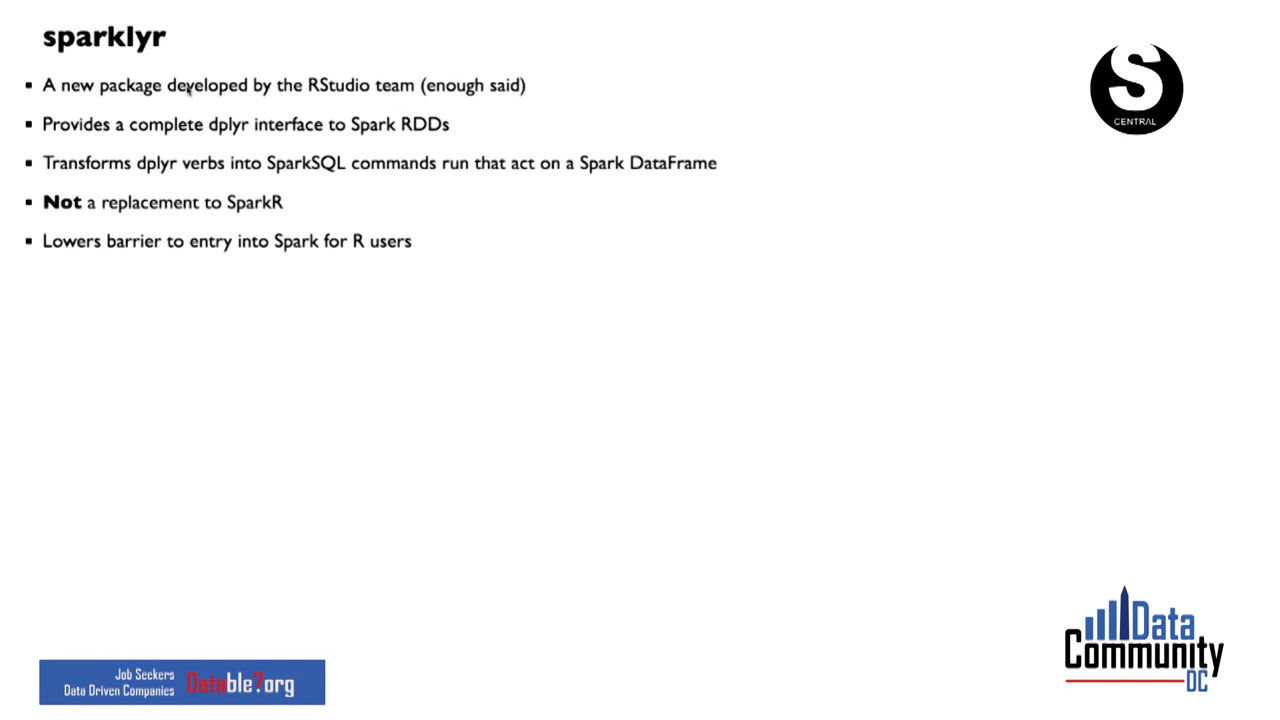 sparklyr
▪ A new package developed by the RStudio team (enough said)
▪ Provides a complete dplyr interface to Spark RDDs
▪ Transforms dplyr verbs into SparkSQL commands run that act on a Spark DataFrame
▪ Not a replacement to SparkR
▪ Lowers barrier to entry into Spark for R users
S
CENTRAL
Data
Community
DC
Job Seekers
Data Driven Companies
Datable?org